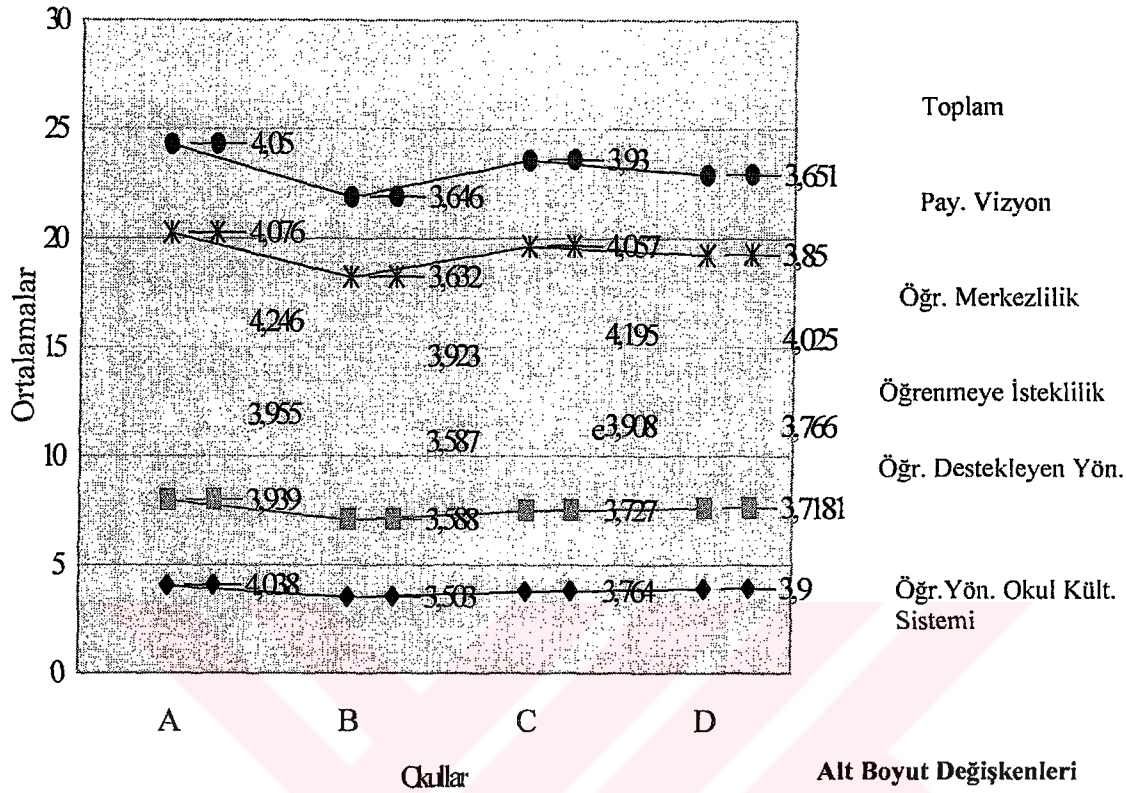 30
25
20
15
10
5
0
Ortalamalar
4,05 3,646 3,93 3,651
4,076 3,632 4,057 3,85
4,246 3,923 4,195 4,025
3,955 3,587 e3,908 3,766
3,939 3,588 3,727 3,7181
4,038 3,503 3,764 3,9
A B C D
Okullar
Toplam
Pay. Vizyon
Öğr. Merkezlilik
Öğrenmeye İsteklilik
Öğr. Destekleyen Yön.
Öğr.Yön. Okul Kült.
Sistemi
Alt Boyut Değişkenleri